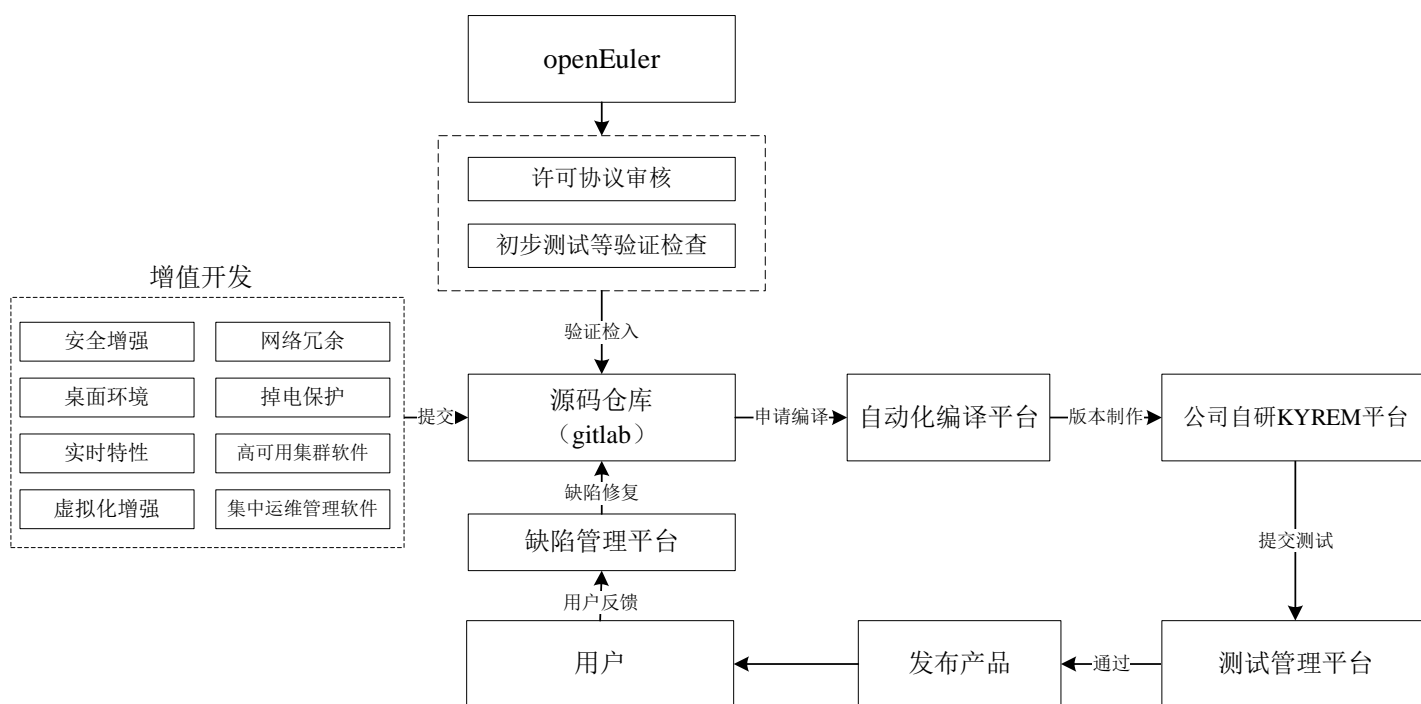 openEuler
许可协议审核
初步测试等验证检查
增值开发
安全增强
网络冗余
桌面环境
掉电保护
实时特性
高可用集群软件
虚拟化增强
集中运维管理软件
验证检入
提交
源码仓库
（gitlab）
申请编译
自动化编译平台
版本制作
公司自研KYREM平台
缺陷修复
缺陷管理平台
提交测试
用户反馈
用户
发布产品
通过
测试管理平台